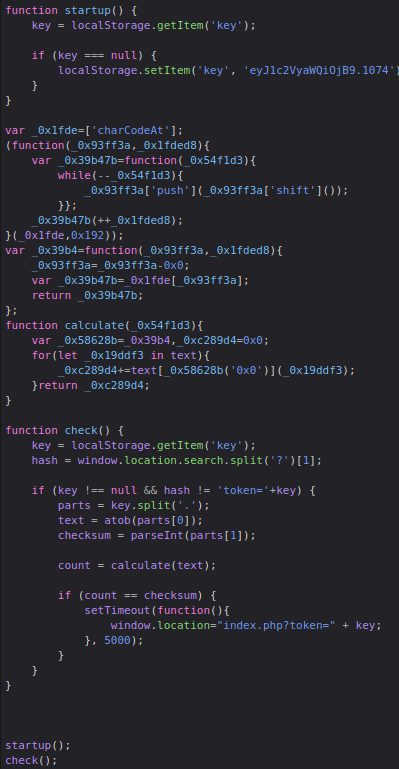 function startup() {
    key = localStorage.getItem('key');

    if (key === null) {
        localStorage.setItem('key', 'eyJ1c2VyaWQiOjB9.1074')
    }
}

var _0x1fde=['charCodeAt'];
(function(_0x93ff3a,_0x1fded8){
    var _0x39b47b=function(_0x54f1d3){
        while(--_0x54f1d3){
            _0x93ff3a['push'](_0x93ff3a['shift']());
        }};
    _0x39b47b(++_0x1fded8);
}(_0x1fde,0x192));
var _0x39b4=function(_0x93ff3a,_0x1fded8){
    _0x93ff3a=_0x93ff3a-0x0;
    var _0x39b47b=_0x1fde[_0x93ff3a];
    return _0x39b47b;
};
function calculate(_0x54f1d3){
    var _0x58628b=_0x39b4,_0xc289d4=0x0;
    for(let _0x19ddf3 in text){
        _0xc289d4+=text[_0x58628b('0x0')](_0x19ddf3);
    }return _0xc289d4;
}

function check() {
    key = localStorage.getItem('key');
    hash = window.location.search.split('?')[1];

    if (key !== null && hash != 'token='+key) {
        parts = key.split('.');
        text = atob(parts[0]);
        checksum = parseInt(parts[1]);

        count = calculate(text);

        if (count == checksum) {
            setTimeout(function(){
                window.location="index.php?token=" + key;
            }, 5000);
        }
    }
}

startup();
check();